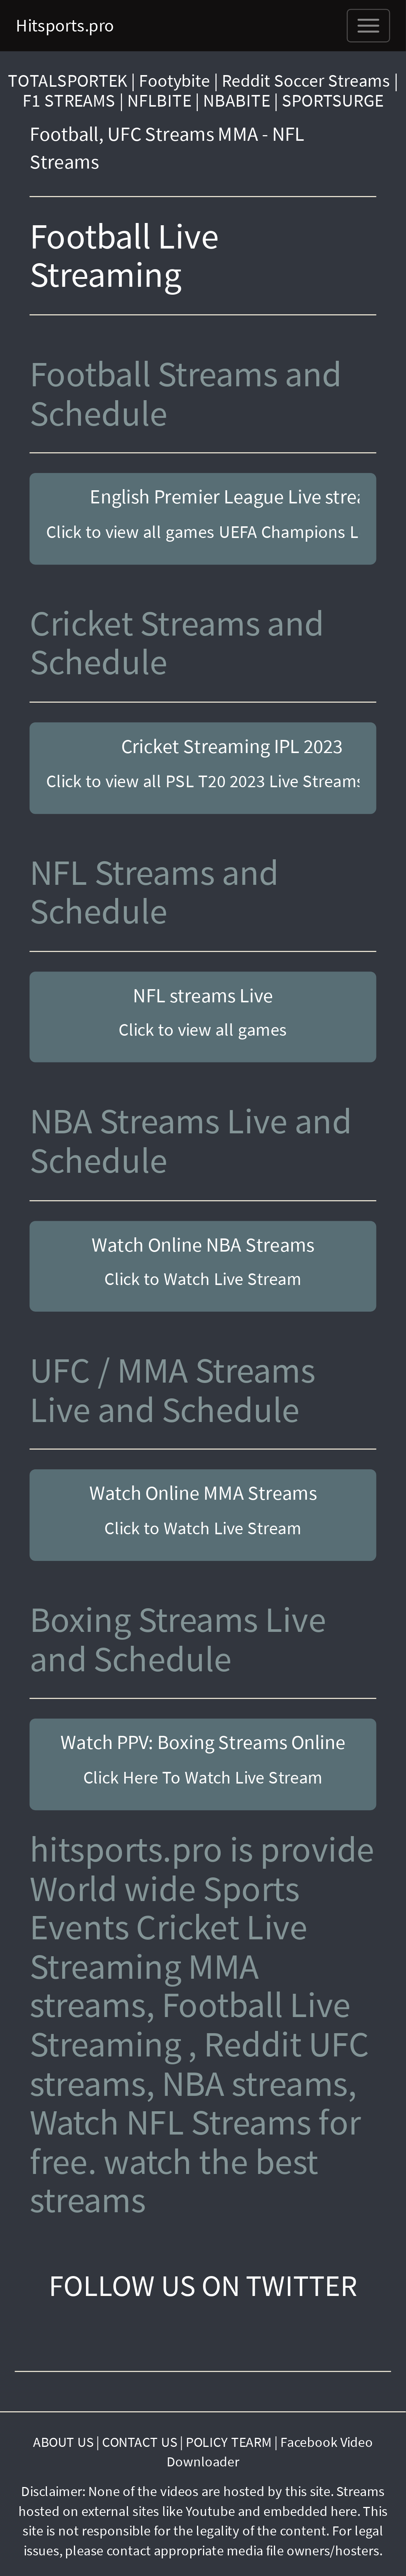 Hitsports.pro
TOTALSPORTEK | Footybite | Reddit Soccer Streams |
F1 STREAMS | NFLBITE | NBABITE | SPORTSURGE
Football, UFC Streams MMA - NFL
Streams
Football Live
Streaming
Football Streams and
Schedule
English Premier League Live strea
Click to view all games UEFA Champions L
Cricket Streams and
Schedule
Cricket Streaming IPL 2023
Click to view all PSL T20 2023 Live Streams
NFL Streams and
Schedule
NFL streams Live
Click to view all games
NBA Streams Live and
Schedule
Watch Online NBA Streams
Click to Watch Live Stream
UFC / MMA Streams
Live and Schedule
Watch Online MMA Streams
Click to Watch Live Stream
Boxing Streams Live
and Schedule
Watch PPV: Boxing Streams Online
Click Here To Watch Live Stream
hitsports.pro is provide
World wide Sports
Events Cricket Live
Streaming MMA
streams, Football Live
Streaming , Reddit UFC
streams, NBA streams,
Watch NFL Streams for
free. watch the best
streams
FOLLOW US ON TWITTER
ABOUT US | CONTACT US | POLICY TEARM | Facebook Video
Downloader
Disclaimer: None of the videos are hosted by this site. Streams
hosted on external sites like Youtube and embedded here. This
site is not responsible for the legality of the content. For legal
issues, please contact appropriate media file owners/hosters.